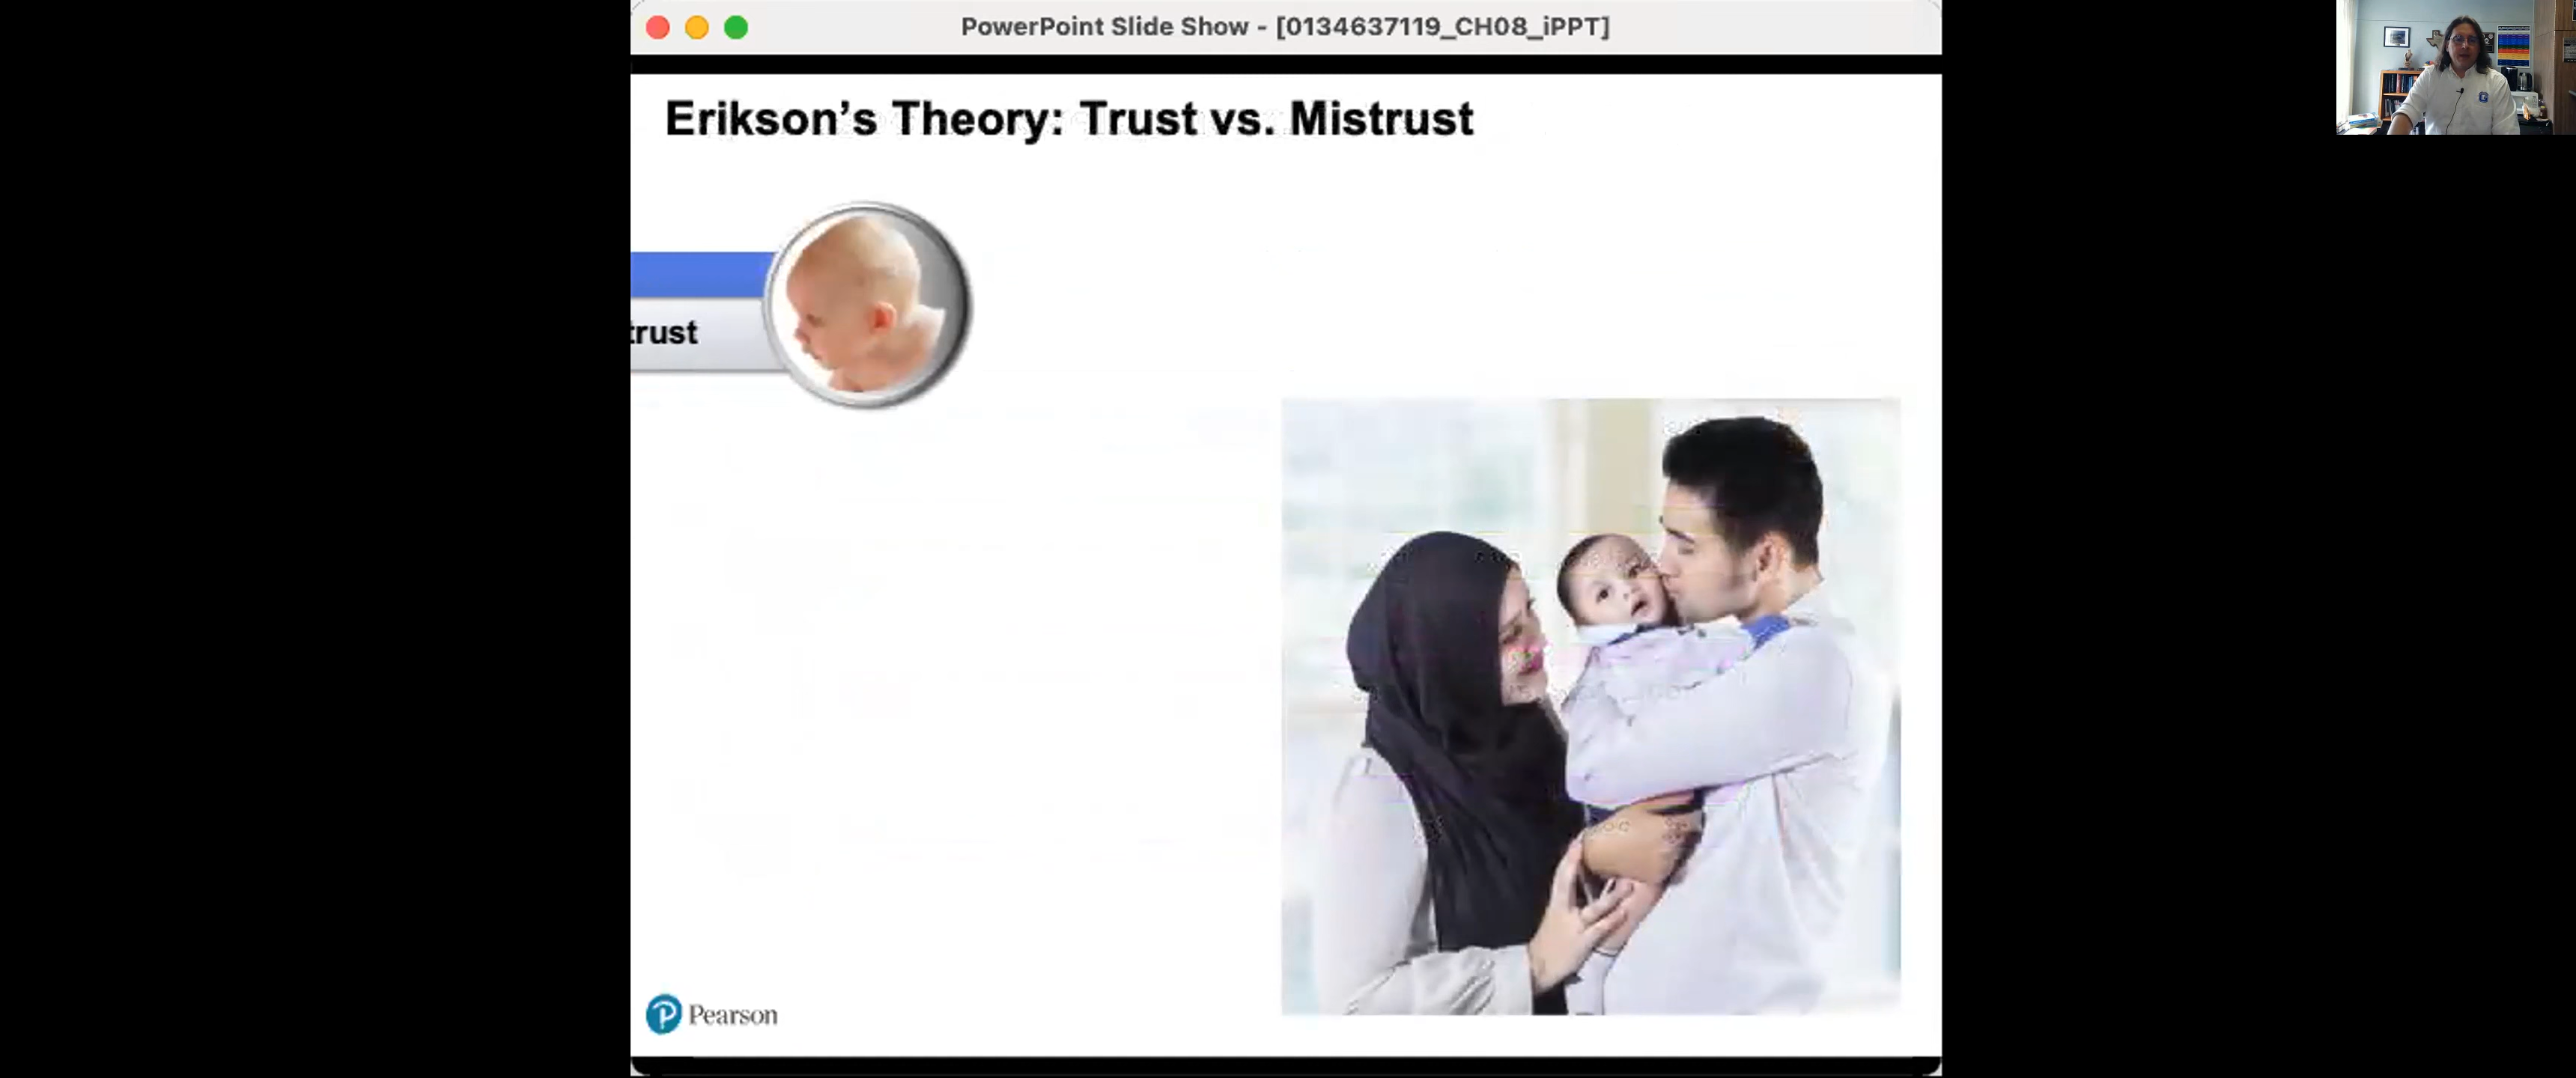 PowerPoint Slide Show - [0134637119_CH08_iPPT]
Erikson's Theory: Trust vs. Mistrust
trust
Pearson